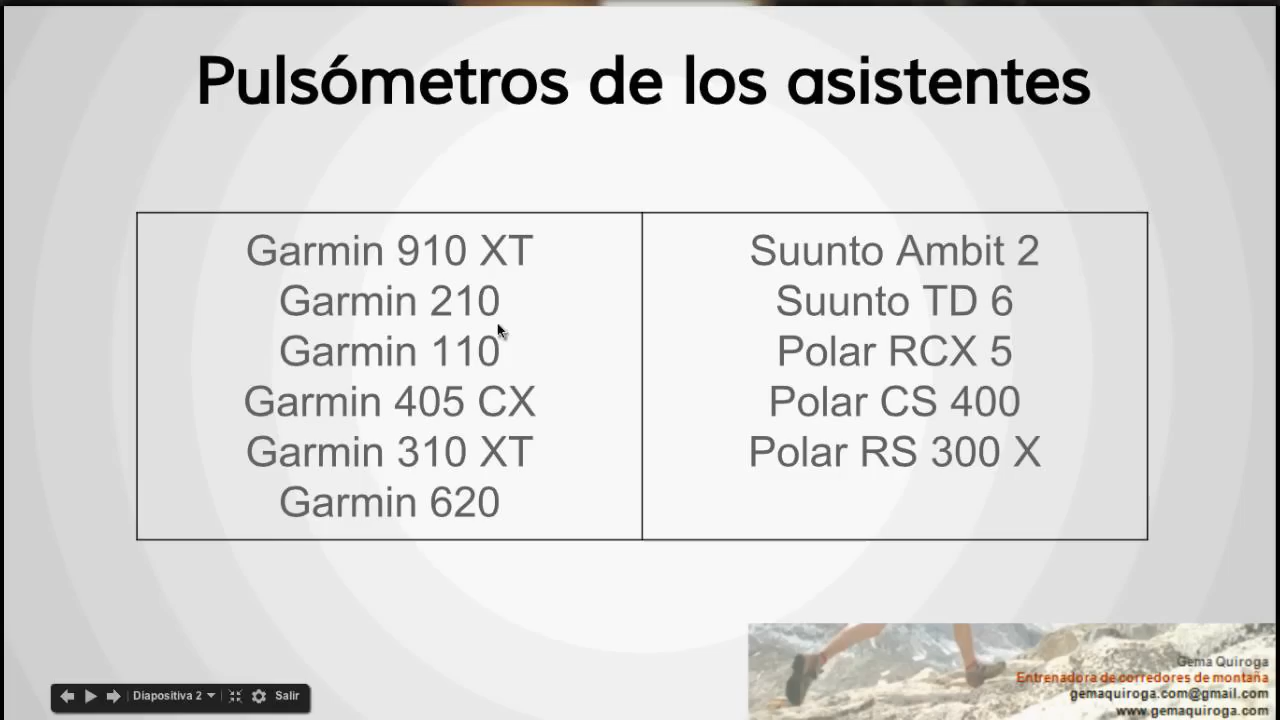 Pulsómetros de los asistentes
Garmin 910 XT
Garmin 210
Garmin 110
Garmin 405 CX
Garmin 310 XT
Garmin 620
Suunto Ambit 2
Suunto TD 6
Polar RCX 5
Polar CS 400
Polar RS 300 X
Gema Quiroga
Entrenadora de corredores de montaña
gemaquiroga.com@gmail.com
www.gemaquiroga.com
Diapositiva 2
Salir